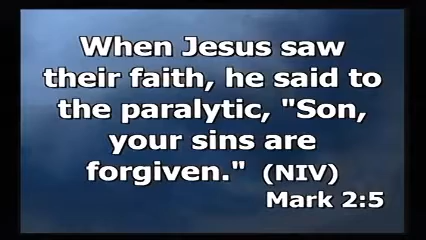 When Jesus saw
their faith, he said to
the paralytic, "Son,
your sins are
forgiven." (NIV)
Mark 2:5